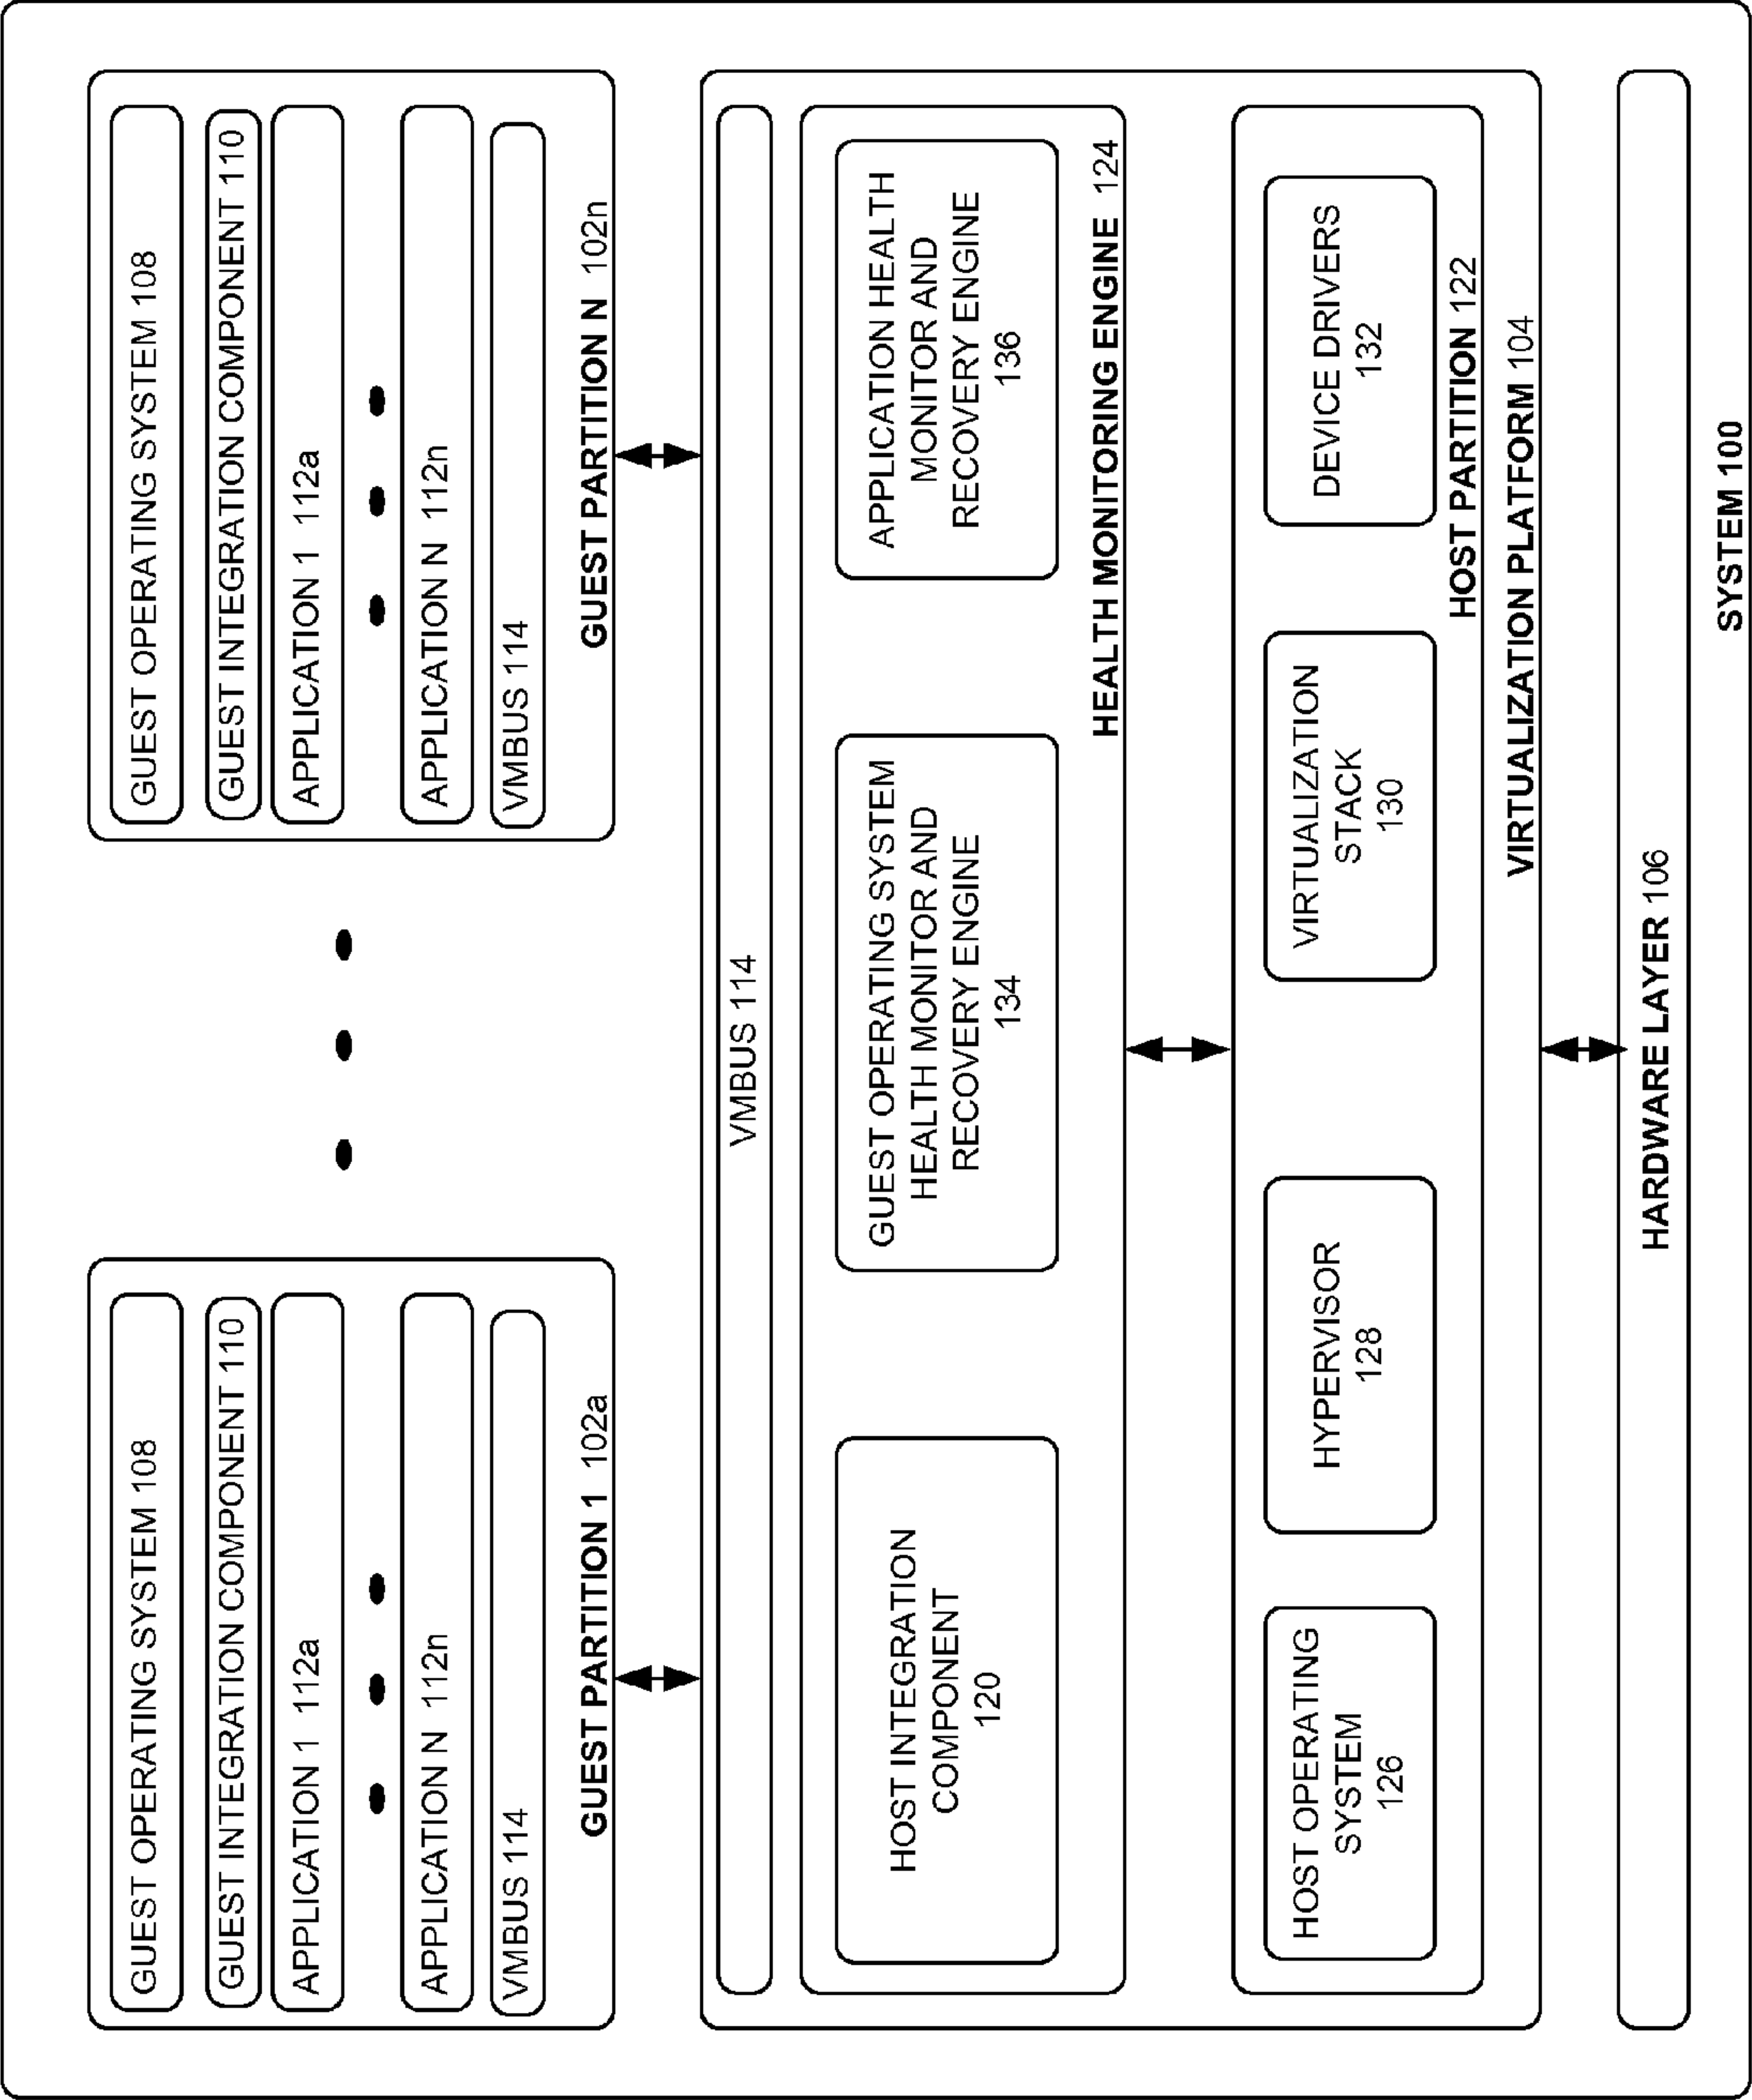 GUEST OPERATING SYSTEM 108
GUEST INTEGRATION COMPONENT 110
APPLICATION 1 112a
APPLICATION N 112n
VMBUS 114
GUEST PARTITION 1 102a
GUEST OPERATING SYSTEM 108
GUEST INTEGRATION COMPONENT 110
APPLICATION 1 112a
APPLICATION N 112n
VMBUS 114
GUEST PARTITION N 102n
VMBUS 114
HOST INTEGRATION
COMPONENT
120
GUEST OPERATING SYSTEM
HEALTH MONITOR AND
RECOVERY ENGINE
134
APPLICATION HEALTH
MONITOR AND
RECOVERY ENGINE
136
HEALTH MONITORING ENGINE 124
HOST OPERATING
SYSTEM
126
HYPERVISOR
128
VIRTUALIZATION
STACK
130
DEVICE DRIVERS
132
HOST PARTITION 122
VIRTUALIZATION PLATFORM 104
HARDWARE LAYER 106
SYSTEM 100